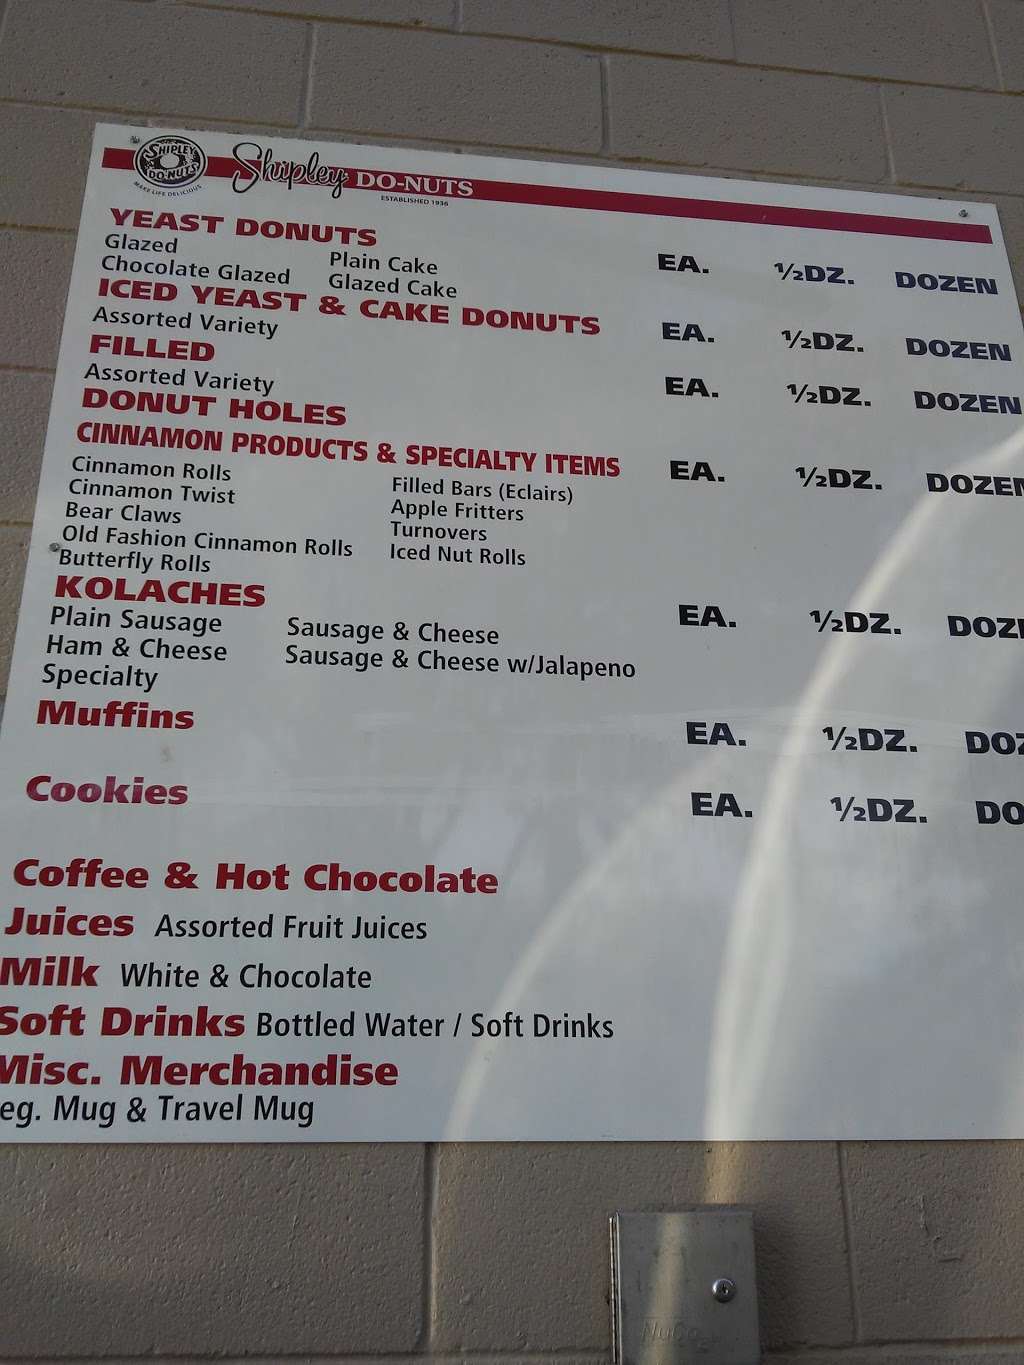 SHIPLEY
DO-NUTS
MAKE LIFE DELICIOUS
Shipley DO-NUTS
ESTABLISHED 1936
YEAST DONUTS
Glazed Plain Cake EA. ½DZ. DOZEN
Chocolate Glazed Glazed Cake
ICED YEAST & CAKE DONUTS
Assorted Variety EA. ½DZ. DOZEN
FILLED
Assorted Variety EA. ½DZ. DOZEN
DONUT HOLES
CINNAMON PRODUCTS & SPECIALTY ITEMS EA. ½DZ. DOZEN
Cinnamon Rolls Filled Bars (Eclairs)
Cinnamon Twist Apple Fritters
Bear Claws Turnovers
Old Fashion Cinnamon Rolls Iced Nut Rolls
Butterfly Rolls
KOLACHES EA. ½DZ. DOZ
Plain Sausage Sausage & Cheese
Ham & Cheese Sausage & Cheese w/Jalapeno
Specialty
Muffins EA. ½DZ. DOZ
Cookies EA. ½DZ. DO
Coffee & Hot Chocolate
Juices Assorted Fruit Juices
Milk White & Chocolate
Soft Drinks Bottled Water / Soft Drinks
Misc. Merchandise
eg. Mug & Travel Mug